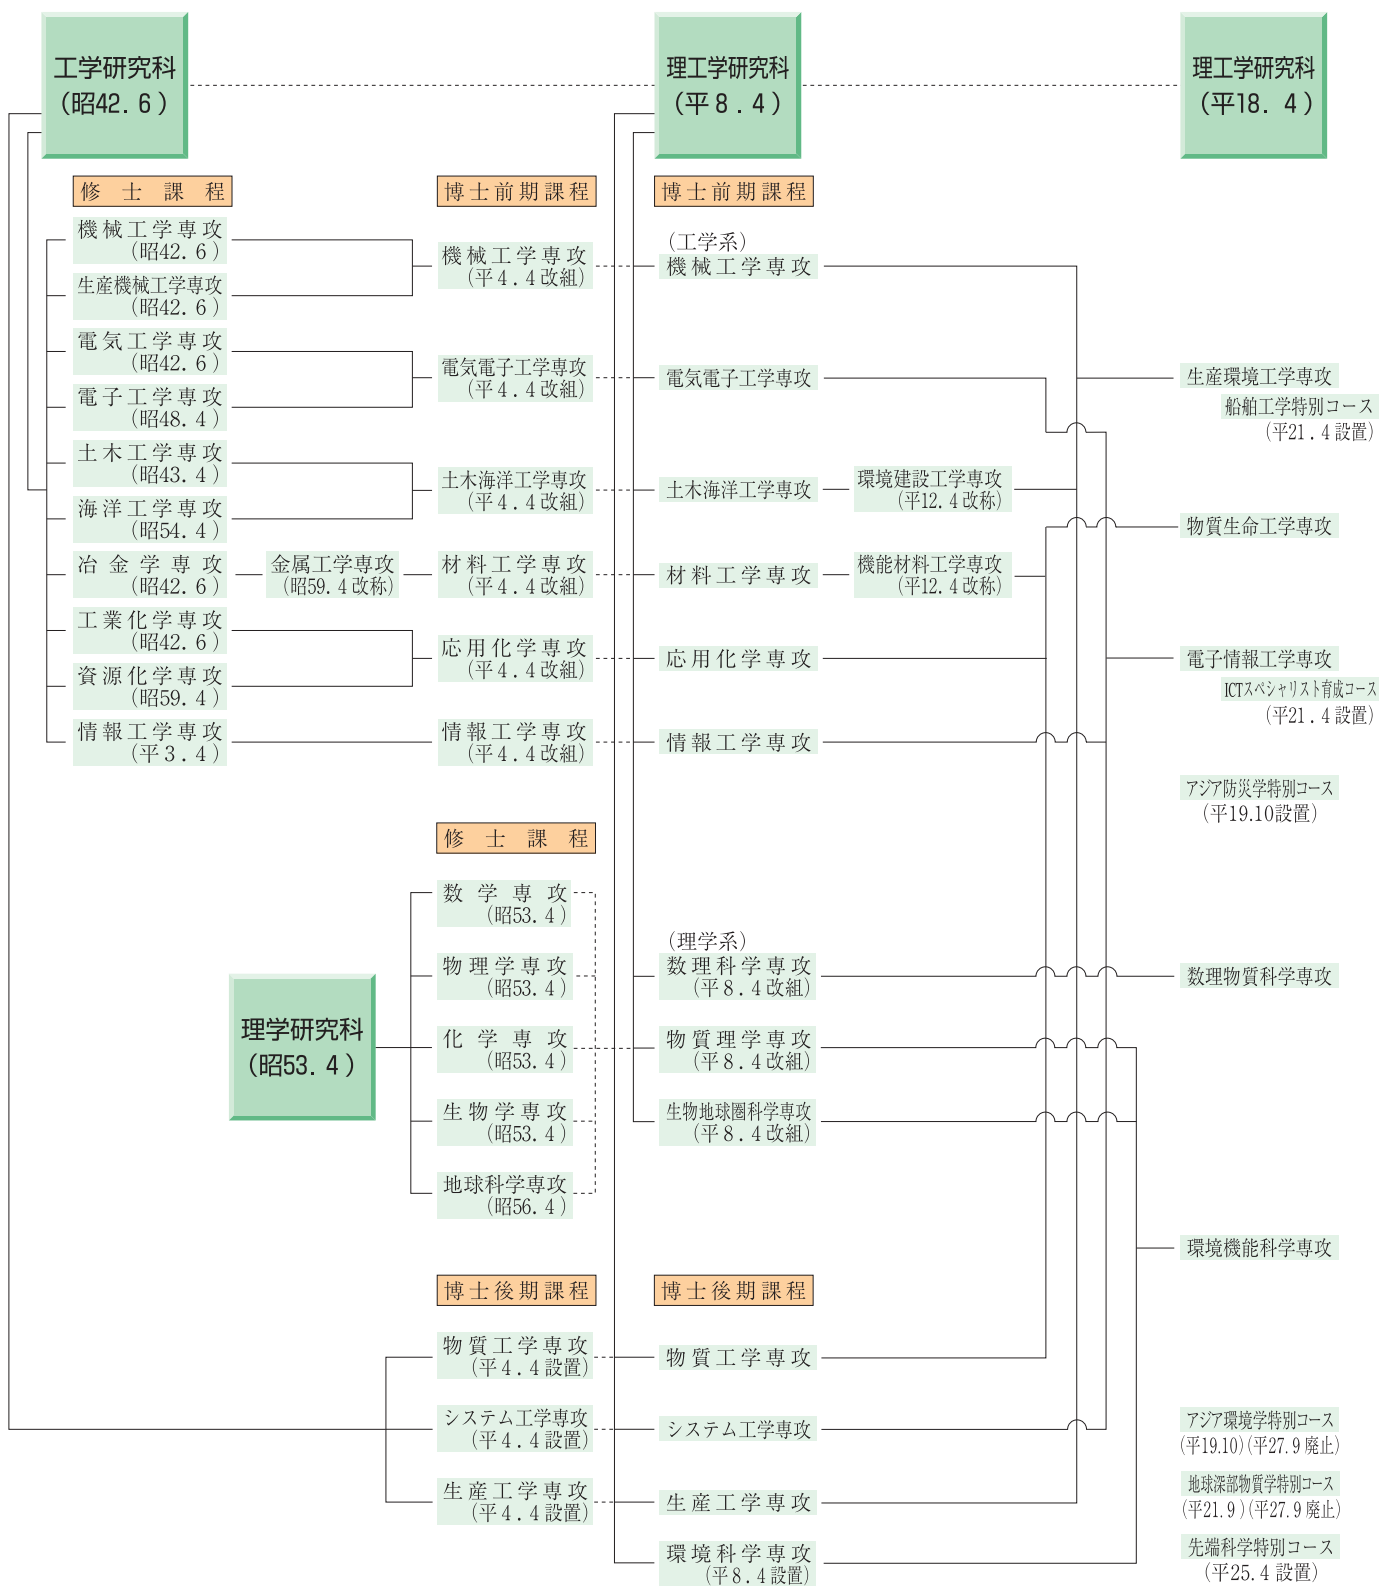 工学研究科
（昭42．6）
理工学研究科
（平8．4）
理工学研究科
（平18．4）
修士課程
機械工学専攻
（昭42．6）
生産機械工学専攻
（昭42．6）
電気工学専攻
（昭42．6）
電子工学専攻
（昭48．4）
土木工学専攻
（昭43．4）
海洋工学専攻
（昭54．4）
冶金学専攻
（昭42．6）
金属工学専攻
（昭59．4改称）
工業化学専攻
（昭42．6）
資源化学専攻
（昭59．4）
情報工学専攻
（平3．4）
博士前期課程
機械工学専攻
（平4．4改組）
電気電子工学専攻
（平4．4改組）
土木海洋工学専攻
（平4．4改組）
材料工学専攻
（平4．4改組）
応用化学専攻
（平4．4改組）
情報工学専攻
（平4．4改組）
博士前期課程
（工学系）
機械工学専攻
電気電子工学専攻
土木海洋工学専攻
環境建設工学専攻
（平12．4改称）
材料工学専攻
機能材料工学専攻
（平12．4改称）
応用化学専攻
情報工学専攻
生産環境工学専攻
船舶工学特別コース
（平21．4設置）
物質生命工学専攻
電子情報工学専攻
ICTスペシャリスト育成コース
（平21．4設置）
アジア防災学特別コース
（平19.10設置）
理学研究科
（昭53．4）
修士課程
数学専攻
（昭53．4）
物理学専攻
（昭53．4）
化学専攻
（昭53．4）
生物学専攻
（昭53．4）
地球科学専攻
（昭56．4）
（理学系）
数理科学専攻
（平8．4改組）
物質理学専攻
（平8．4改組）
生物地球圏科学専攻
（平8．4改組）
数理物質科学専攻
環境機能科学専攻
博士後期課程
物質工学専攻
（平4．4設置）
システム工学専攻
（平4．4設置）
生産工学専攻
（平4．4設置）
博士後期課程
物質工学専攻
システム工学専攻
生産工学専攻
環境科学専攻
（平8．4設置）
アジア環境学特別コース
（平19.10）（平27．9廃止）
地球深部物質学特別コース
（平21．9）（平27．9廃止）
先端科学特別コース
（平25．4設置）